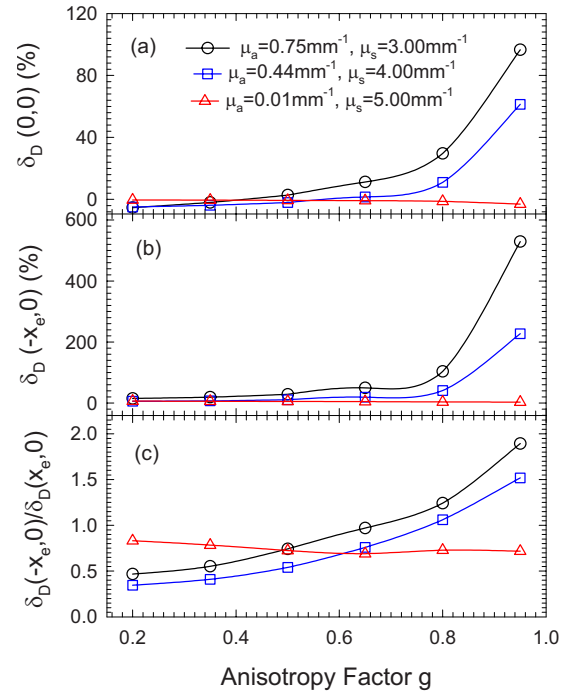 120
(a)
μa=0.75mm⁻¹, μs=3.00mm⁻¹
μa=0.44mm⁻¹, μs=4.00mm⁻¹
μa=0.01mm⁻¹, μs=5.00mm⁻¹
80
40
0
δD (0,0) (%)
600
(b)
400
200
0
δD (-xe,0) (%)
2.0
(c)
1.5
1.0
0.5
0.0
δD(-xe,0)/δD(xe,0)
0.2 0.4 0.6 0.8 1.0
Anisotropy Factor g